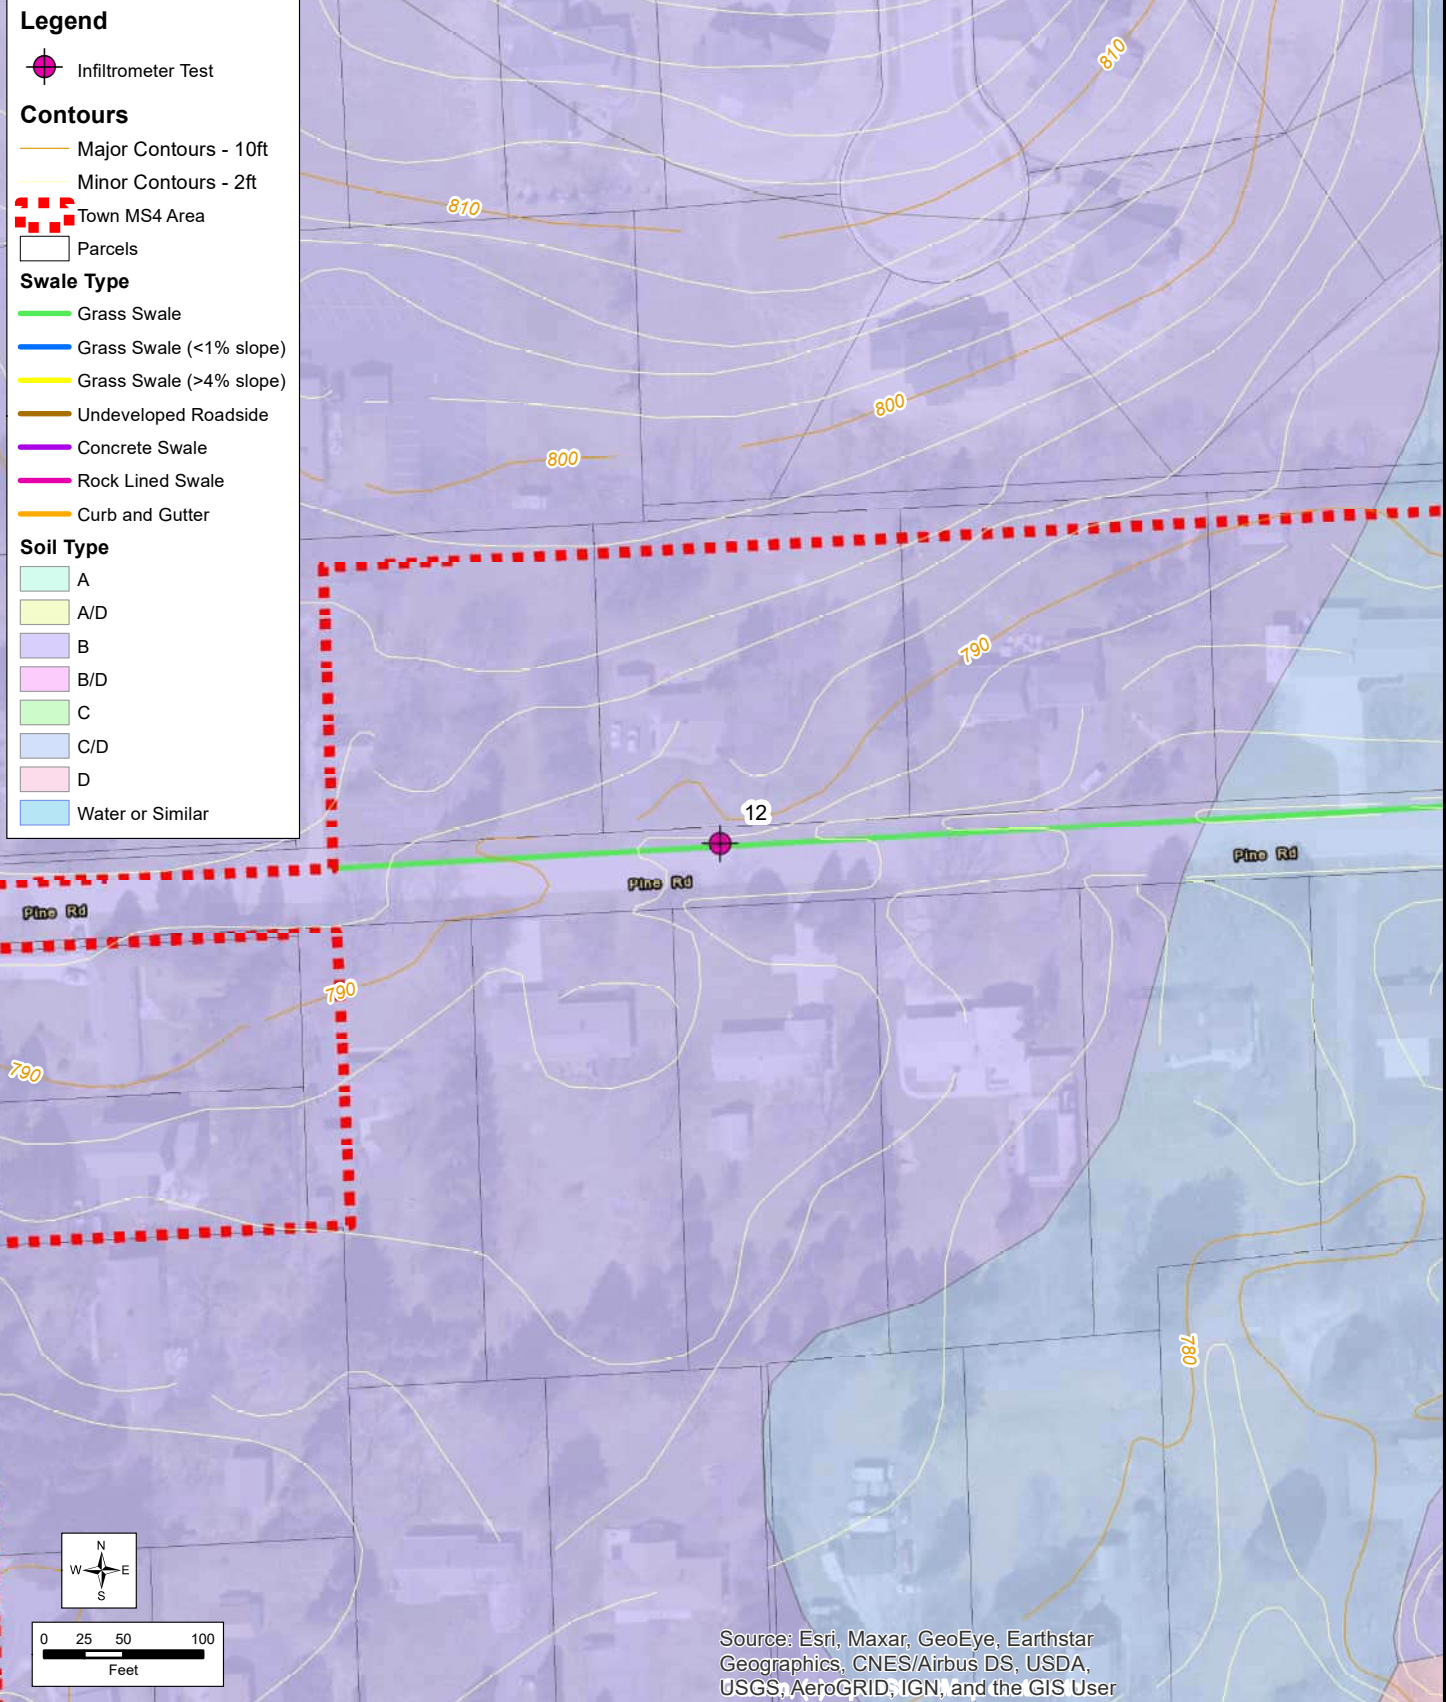 Legend
Infiltrometer Test
Contours
Major Contours - 10ft
Minor Contours - 2ft
Town MS4 Area
Parcels
Swale Type
Grass Swale
Grass Swale (<1% slope)
Grass Swale (>4% slope)
Undeveloped Roadside
Concrete Swale
Rock Lined Swale
Curb and Gutter
Soil Type
A
A/D
B
B/D
C
C/D
D
Water or Similar
810
810
800
800
790
12
Pine Rd
Pine Rd
Pine Rd
790
790
780
N
W E
S
0 25 50 100
Feet
Source: Esri, Maxar, GeoEye, Earthstar
Geographics, CNES/Airbus DS, USDA,
USGS, AeroGRID, IGN, and the GIS User